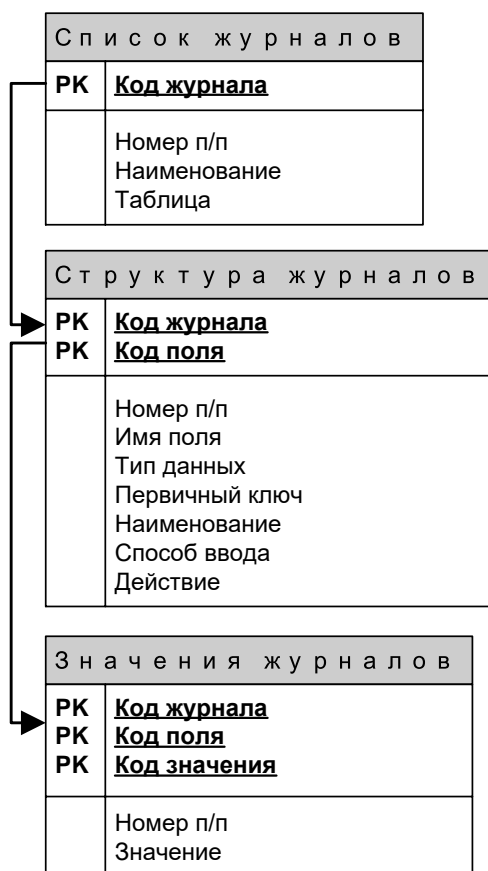 Список журналов
PK Код журнала
Номер п/п
Наименование
Таблица
Структура журналов
PK Код журнала
PK Код поля
Номер п/п
Имя поля
Тип данных
Первичный ключ
Наименование
Способ ввода
Действие
Значения журналов
PK Код журнала
PK Код поля
PK Код значения
Номер п/п
Значение